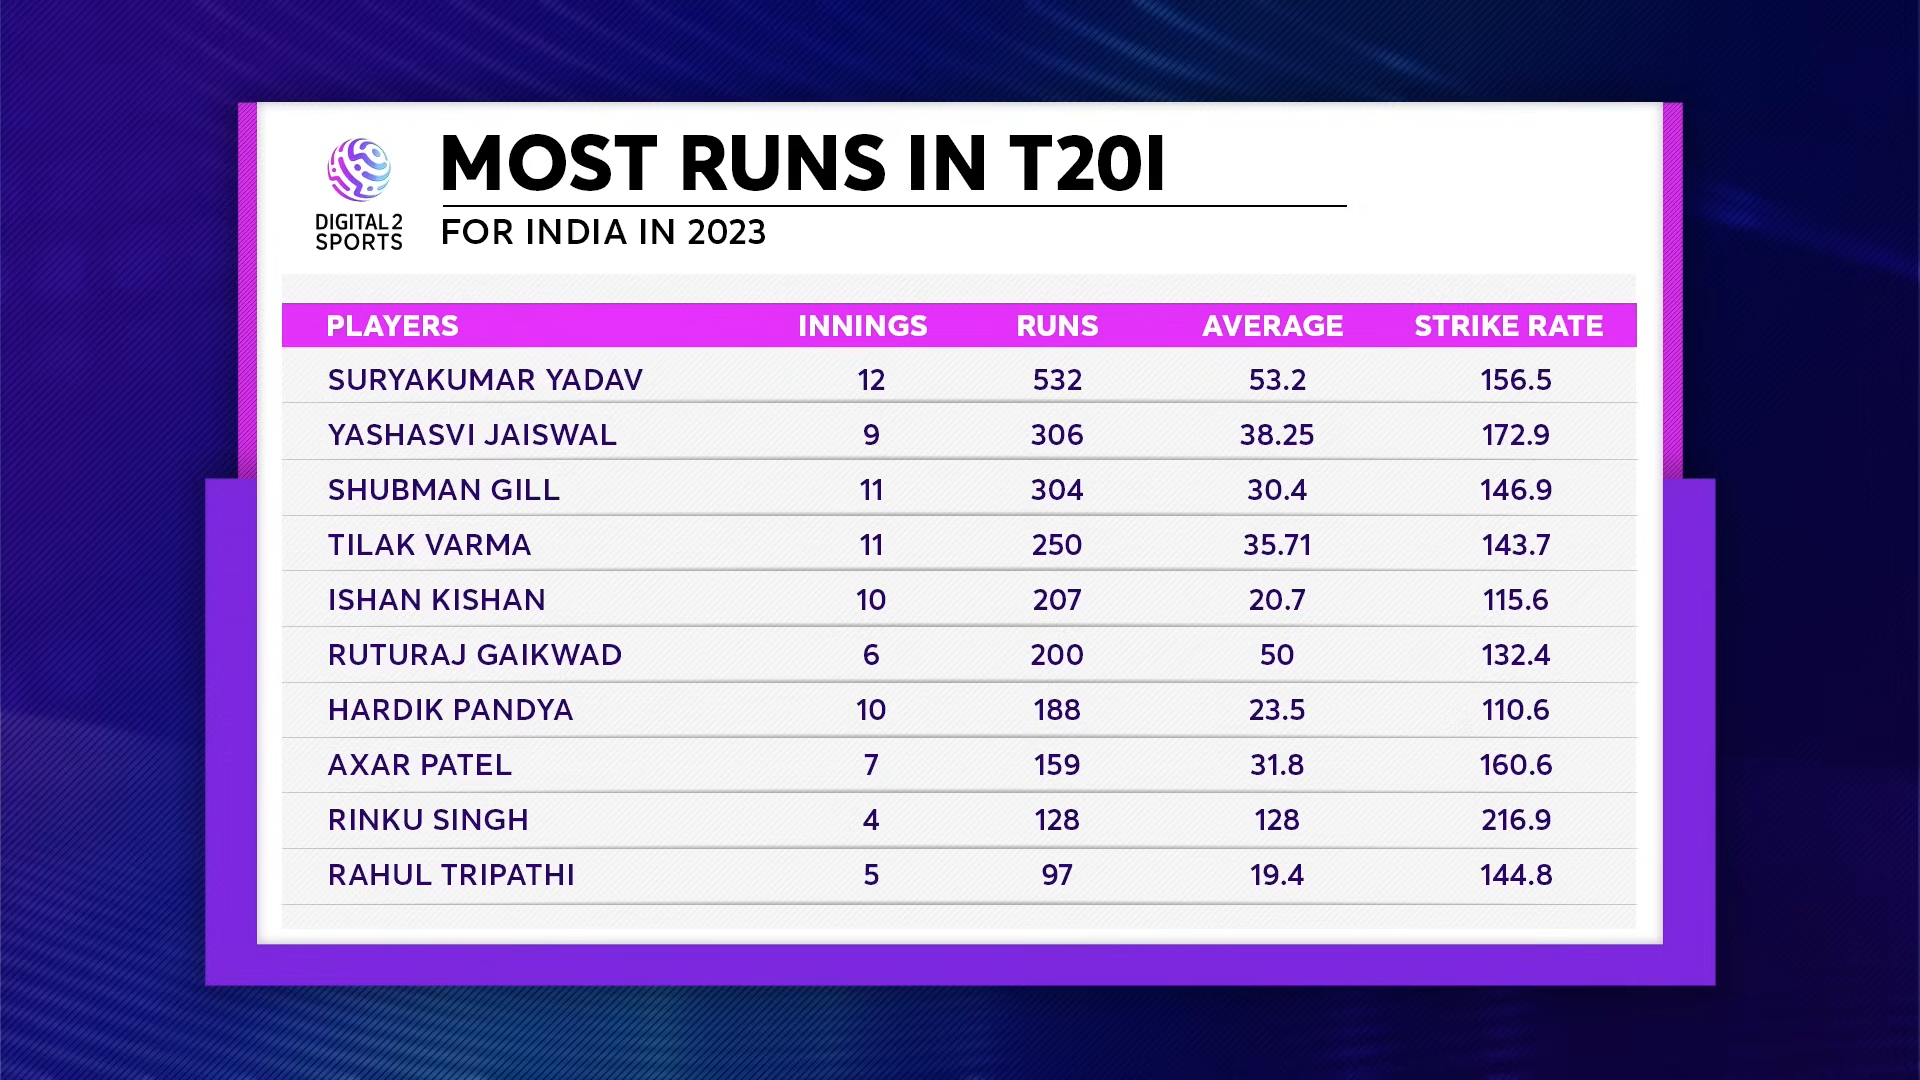 DIGITAL 2
SPORTS
MOST RUNS IN T20I
FOR INDIA IN 2023
PLAYERS INNINGS RUNS AVERAGE STRIKE RATE
SURYAKUMAR YADAV 12 532 53.2 156.5
YASHASVI JAISWAL 9 306 38.25 172.9
SHUBMAN GILL 11 304 30.4 146.9
TILAK VARMA 11 250 35.71 143.7
ISHAN KISHAN 10 207 20.7 115.6
RUTURAJ GAIKWAD 6 200 50 132.4
HARDIK PANDYA 10 188 23.5 110.6
AXAR PATEL 7 159 31.8 160.6
RINKU SINGH 4 128 128 216.9
RAHUL TRIPATHI 5 97 19.4 144.8